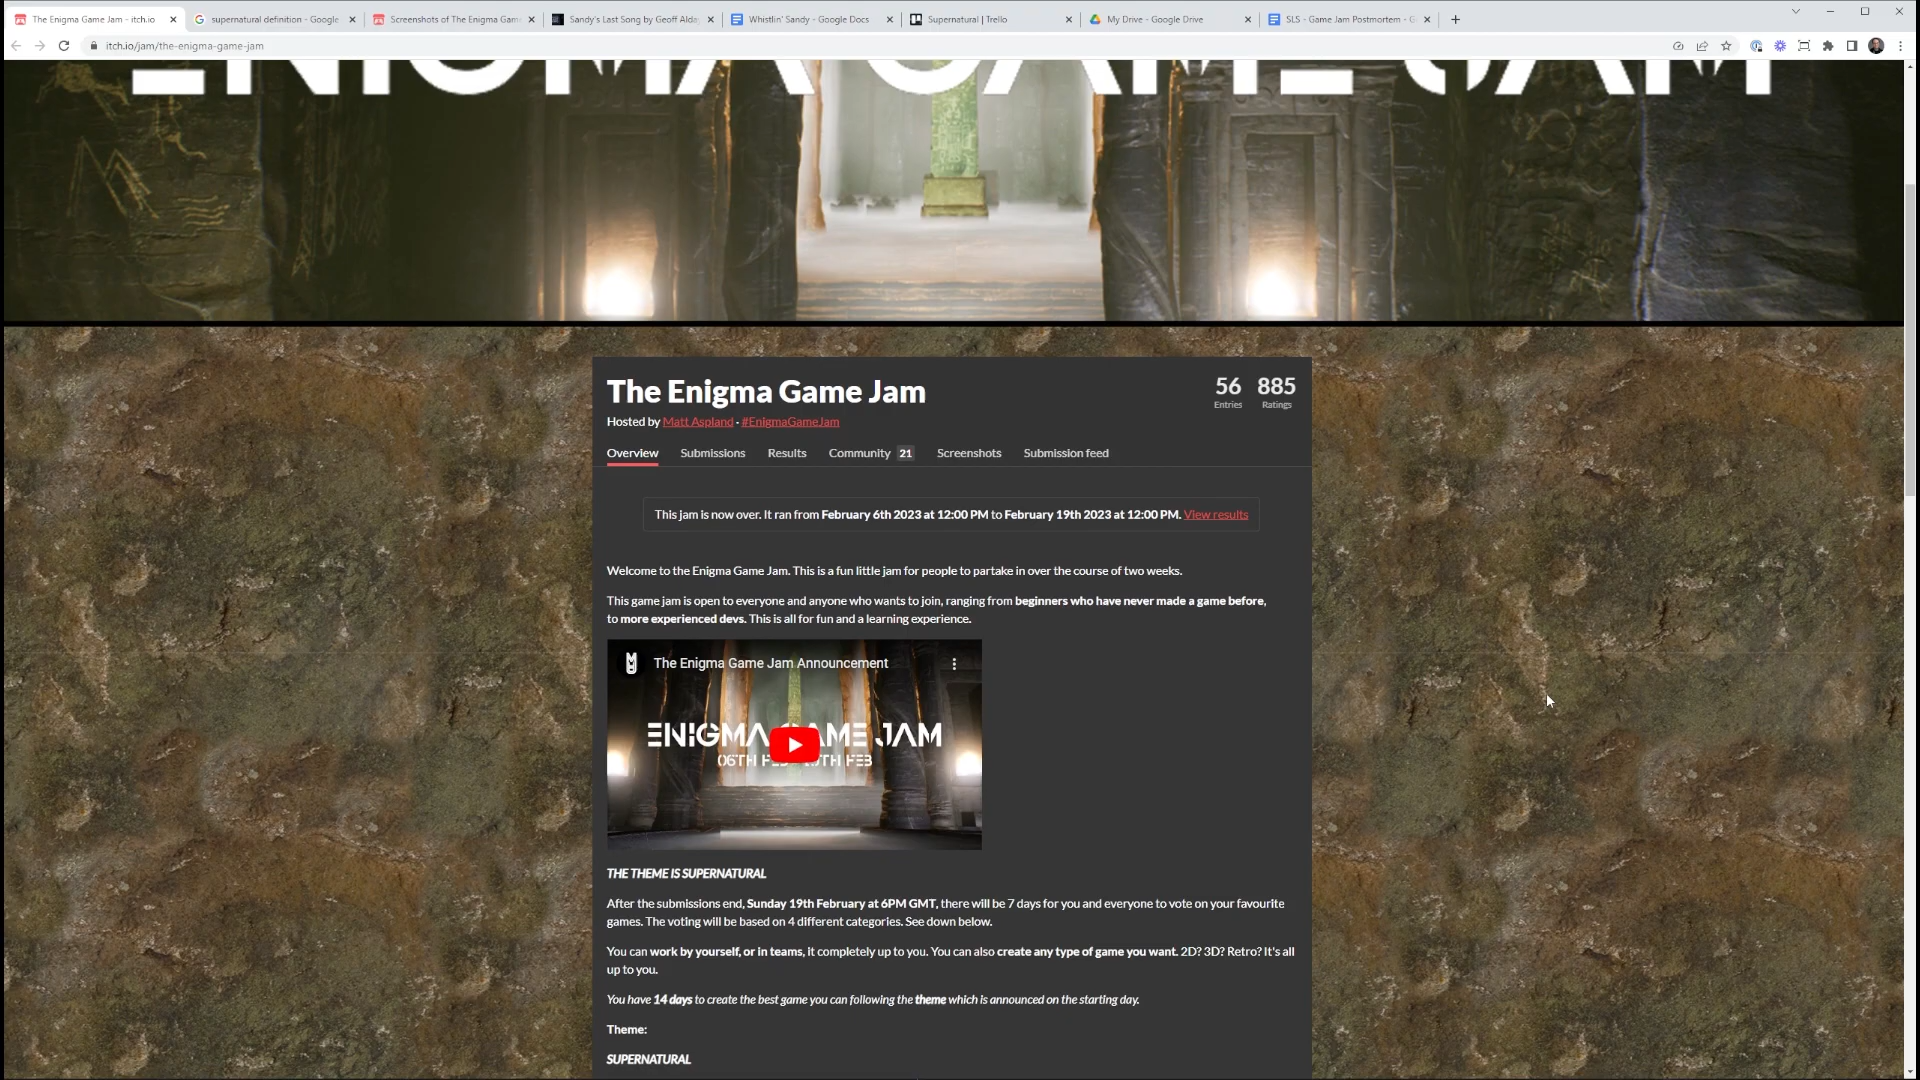 The Enigma Game Jam - itch.io
supernatural definition - Google
Screenshots of The Enigma Game
Sandy's Last Song by Geoff Alda
Whistlin' Sandy - Google Docs
Supernatural | Trello
My Drive - Google Drive
SLS - Game Jam Postmortem - G
itch.io/jam/the-enigma-game-jam
ENIGMA GAME JAM
The Enigma Game Jam
56
Entries
885
Ratings
Hosted by Matt Aspland · #EnigmaGameJam
Overview
Submissions
Results
Community 21
Screenshots
Submission feed
This jam is now over. It ran from February 6th 2023 at 12:00 PM to February 19th 2023 at 12:00 PM. View results
Welcome to the Enigma Game Jam. This is a fun little jam for people to partake in over the course of two weeks.
This game jam is open to everyone and anyone who wants to join, ranging from beginners who have never made a game before,
to more experienced devs. This is all for fun and a learning experience.
The Enigma Game Jam Announcement
ENIGMA GAME JAM
THE THEME IS SUPERNATURAL
After the submissions end, Sunday 19th February at 6PM GMT, there will be 7 days for you and everyone to vote on your favourite
games. The voting will be based on 4 different categories. See down below.
You can work by yourself, or in teams, it completely up to you. You can also create any type of game you want. 2D? 3D? Retro? It's all
up to you.
You have 14 days to create the best game you can following the theme which is announced on the starting day.
Theme:
SUPERNATURAL